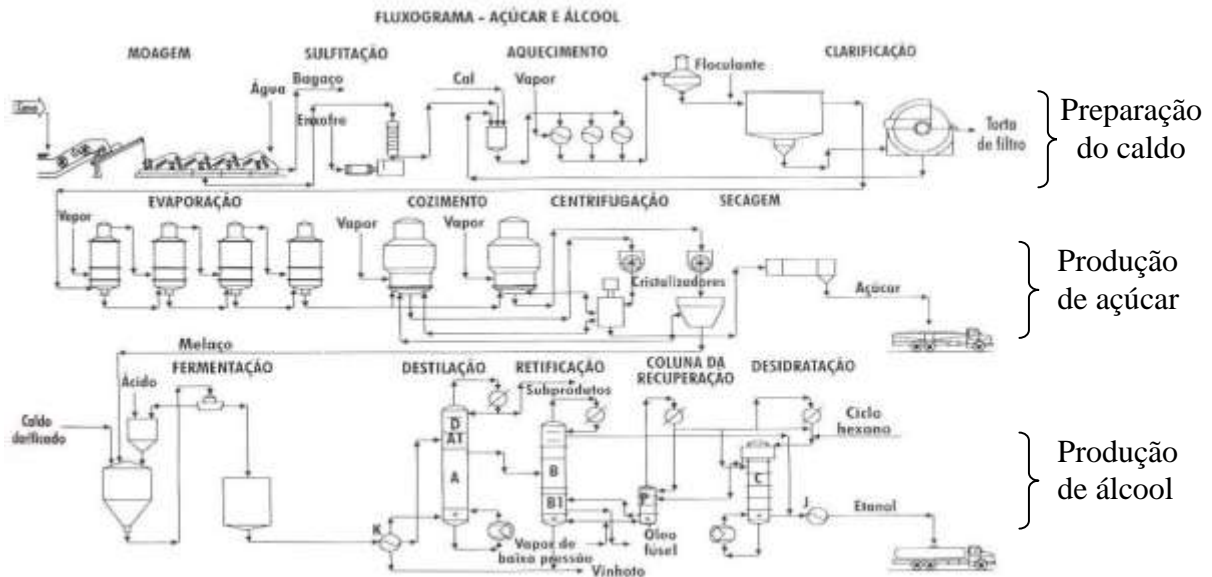 FLUXOGRAMA – AÇÚCAR E ÁLCOOL
MOAGEM
SULFITAÇÃO
AQUECIMENTO
CLARIFICAÇÃO
Cana
Água
Bagaço
Enxofre
Cal
Vapor
Floculante
Torta
de filtro
Preparação
do caldo
EVAPORAÇÃO
COZIMENTO
CENTRIFUGAÇÃO
SECAGEM
Vapor
Vapor
Vapor
Cristalizadores
Açúcar
Produção
de açúcar
Melaço
FERMENTAÇÃO
DESTILAÇÃO
RETIFICAÇÃO
COLUNA DA
RECUPERAÇÃO
DESIDRATAÇÃO
Ácido
Caldo
clarificado
Subprodutos
Ciclo
hexano
D
A1
A
B
B1
P
C
K
J
Etanol
Vapor de
baixa pressão
Óleo
fúsel
Vinhoto
Produção
de álcool